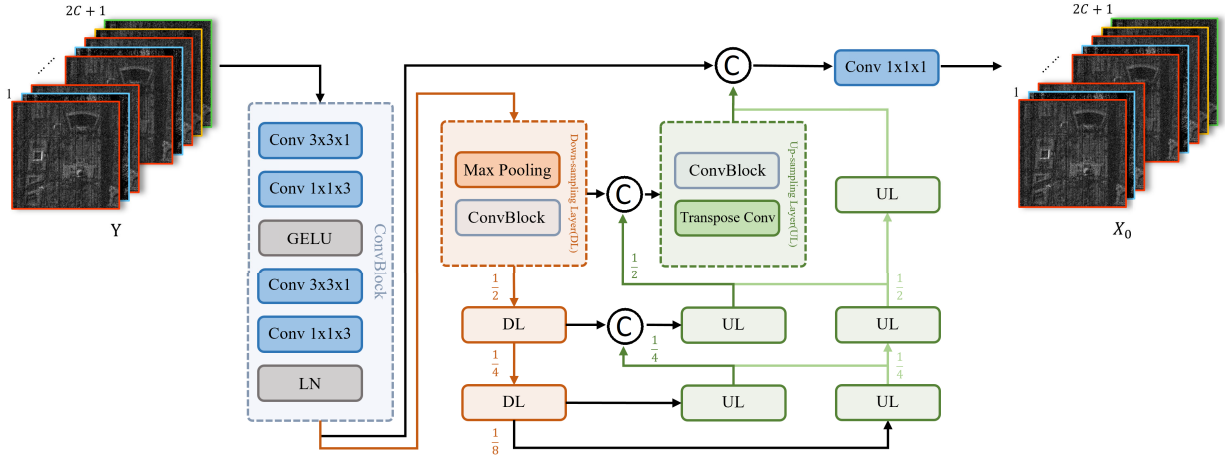 2C + 1
1
Y
Conv 3x3x1
Conv 1x1x3
GELU
Conv 3x3x1
Conv 1x1x3
LN
ConvBlock
Max Pooling
ConvBlock
Down-sampling Layer(DL)
1/2
DL
1/4
DL
1/8
C
C
C
ConvBlock
Transpose Conv
Up-sampling Layer(UL)
1/2
UL
1/4
UL
UL
1/2
UL
1/4
UL
Conv 1x1x1
2C + 1
1
X₀